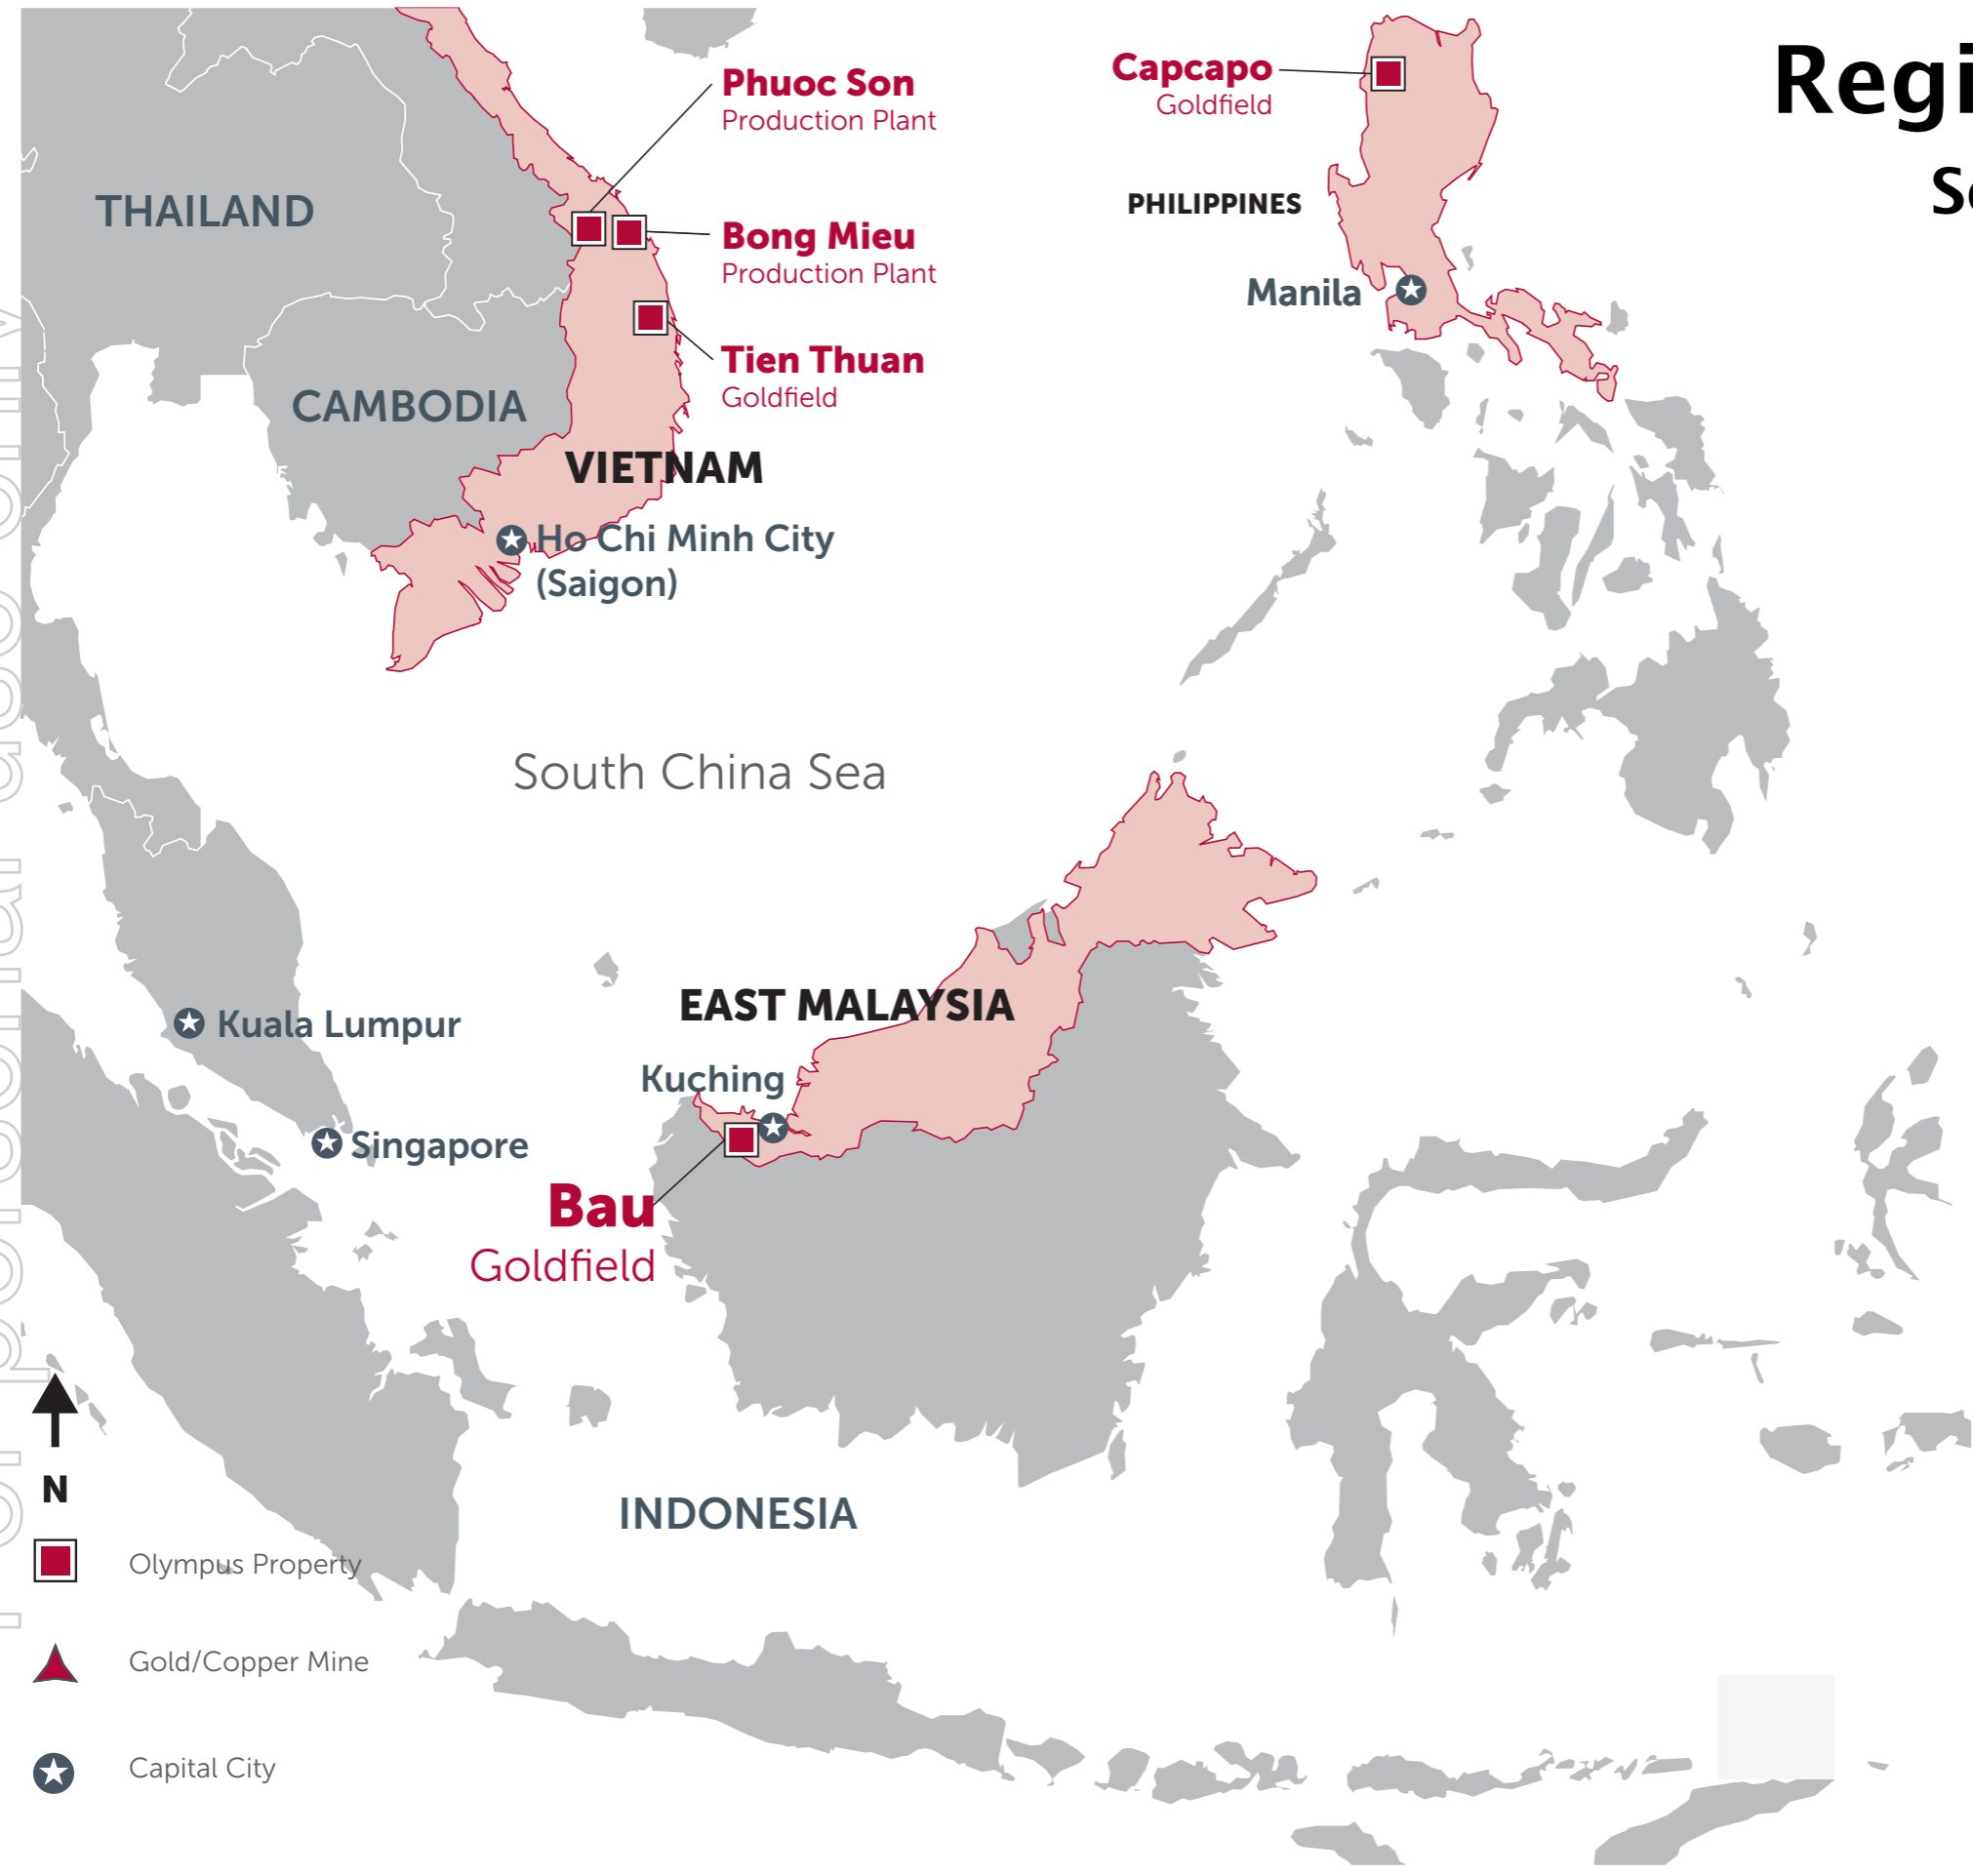 Regi
So
Phuoc Son
Production Plant
Capcapo
Goldfield
THAILAND
PHILIPPINES
Bong Mieu
Production Plant
Manila
Tien Thuan
Goldfield
CAMBODIA
VIETNAM
Ho Chi Minh City
(Saigon)
South China Sea
EAST MALAYSIA
Kuala Lumpur
Kuching
Singapore
Bau
Goldfield
N
INDONESIA
Olympus Property
Gold/Copper Mine
Capital City